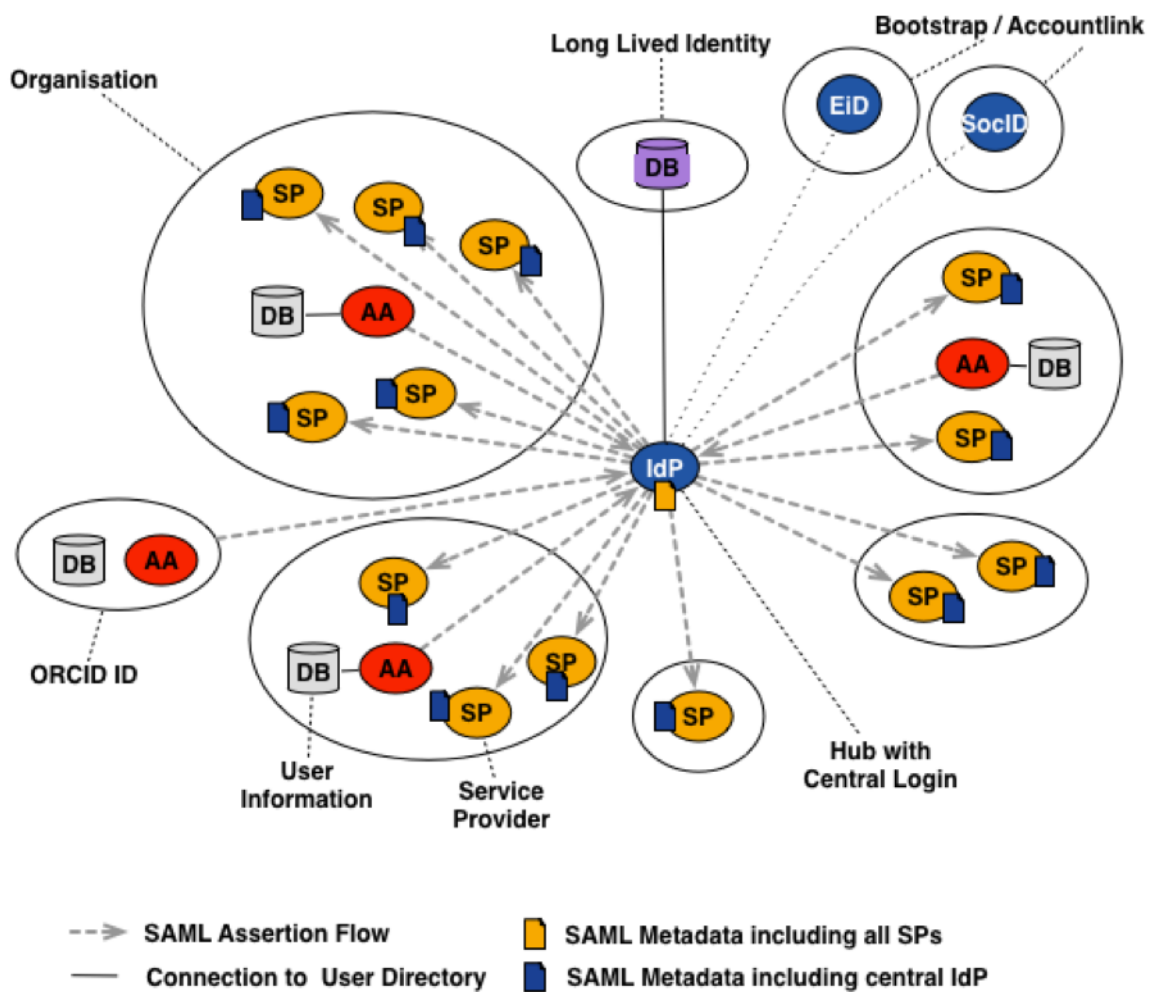 Bootstrap / Accountlink
Long Lived Identity
Organisation
EiD
SocID
DB
SP
SP
SP
SP
DB
AA
AA
DB
SP
SP
SP
IdP
DB
AA
SP
SP
SP
DB
AA
SP
SP
SP
ORCID ID
Hub with
Central Login
User
Information
Service
Provider
SAML Assertion Flow
SAML Metadata including all SPs
Connection to User Directory
SAML Metadata including central IdP